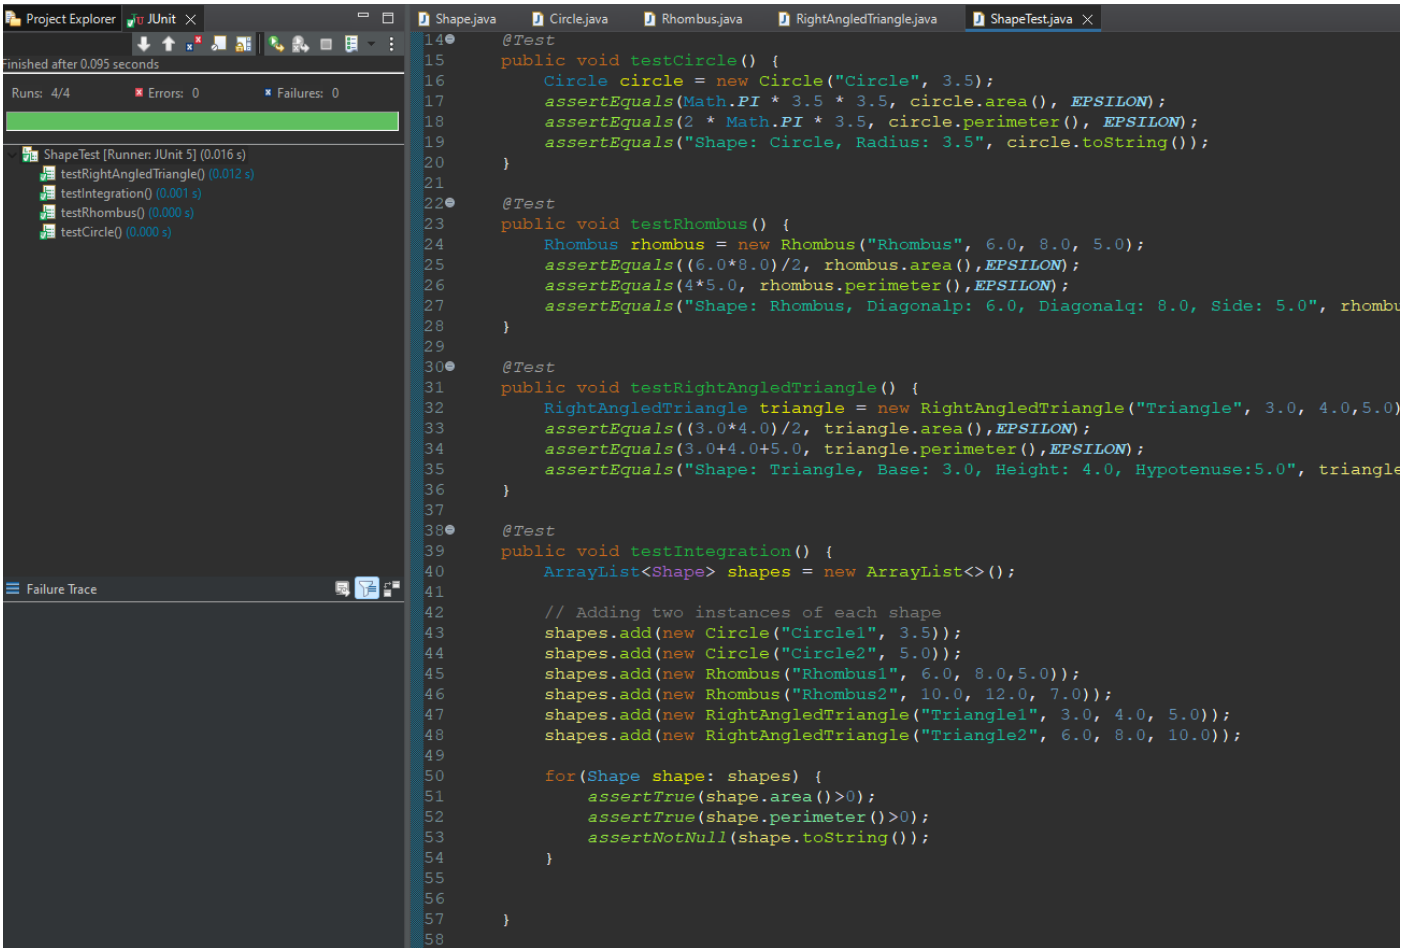 Project Explorer JUnit
Finished after 0.095 seconds
Runs: 4/4 Errors: 0 Failures: 0
ShapeTest [Runner: JUnit 5] (0.016 s)
testRightAngledTriangle() (0.012 s)
testIntegration() (0.001 s)
testRhombus() (0.000 s)
testCircle() (0.000 s)
Failure Trace
Shape.java Circle.java Rhombus.java RightAngledTriangle.java ShapeTest.java
14 @Test
15 public void testCircle() {
16 Circle circle = new Circle("Circle", 3.5);
17 assertEquals(Math.PI * 3.5 * 3.5, circle.area(), EPSILON);
18 assertEquals(2 * Math.PI * 3.5, circle.perimeter(), EPSILON);
19 assertEquals("Shape: Circle, Radius: 3.5", circle.toString());
20 }
21
22 @Test
23 public void testRhombus() {
24 Rhombus rhombus = new Rhombus("Rhombus", 6.0, 8.0, 5.0);
25 assertEquals((6.0*8.0)/2, rhombus.area(),EPSILON);
26 assertEquals(4*5.0, rhombus.perimeter(),EPSILON);
27 assertEquals("Shape: Rhombus, Diagonalp: 6.0, Diagonalq: 8.0, Side: 5.0", rhombu
28 }
29
30 @Test
31 public void testRightAngledTriangle() {
32 RightAngledTriangle triangle = new RightAngledTriangle("Triangle", 3.0, 4.0,5.0)
33 assertEquals((3.0*4.0)/2, triangle.area(),EPSILON);
34 assertEquals(3.0+4.0+5.0, triangle.perimeter(),EPSILON);
35 assertEquals("Shape: Triangle, Base: 3.0, Height: 4.0, Hypotenuse:5.0", triangle
36 }
37
38 @Test
39 public void testIntegration() {
40 ArrayList<Shape> shapes = new ArrayList<>();
41
42 // Adding two instances of each shape
43 shapes.add(new Circle("Circle1", 3.5));
44 shapes.add(new Circle("Circle2", 5.0));
45 shapes.add(new Rhombus("Rhombus1", 6.0, 8.0,5.0));
46 shapes.add(new Rhombus("Rhombus2", 10.0, 12.0, 7.0));
47 shapes.add(new RightAngledTriangle("Triangle1", 3.0, 4.0, 5.0));
48 shapes.add(new RightAngledTriangle("Triangle2", 6.0, 8.0, 10.0));
49
50 for(Shape shape: shapes) {
51 assertTrue(shape.area()>0);
52 assertTrue(shape.perimeter()>0);
53 assertNotNull(shape.toString());
54 }
55
56
57 }
58